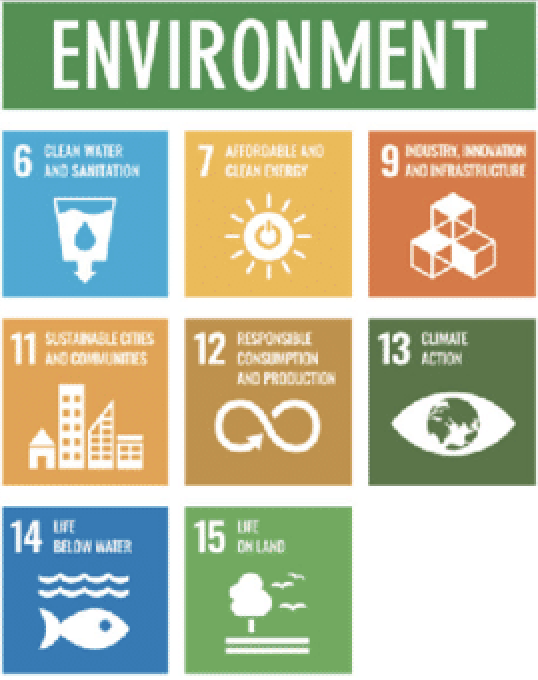 ENVIRONMENT
6 CLEAN WATER
AND SANITATION
7 AFFORDABLE AND
CLEAN ENERGY
9 INDUSTRY, INNOVATION
AND INFRASTRUCTURE
11 SUSTAINABLE CITIES
AND COMMUNITIES
12 RESPONSIBLE
CONSUMPTION
AND PRODUCTION
13 CLIMATE
ACTION
14 LIFE
BELOW WATER
15 LIFE
ON LAND